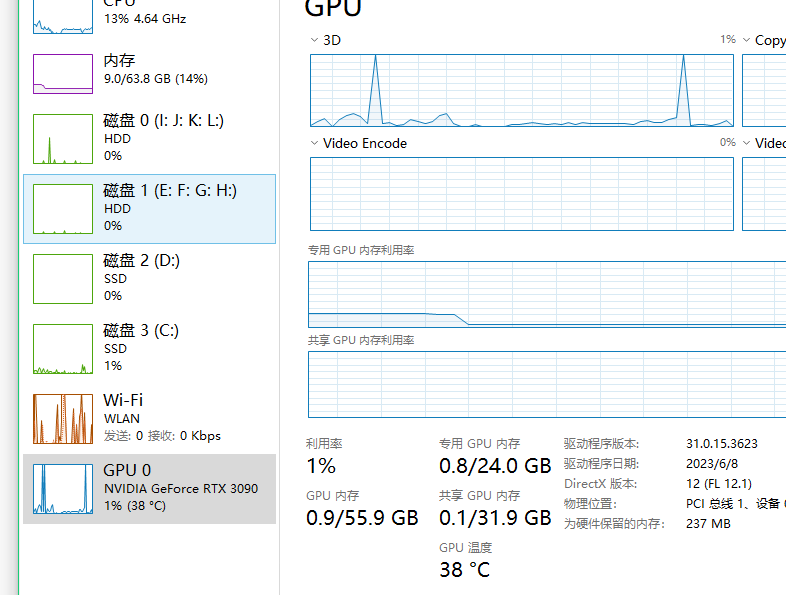 CPU
13% 4.64 GHz
内存
9.0/63.8 GB (14%)
磁盘 0 (I: J: K: L:)
HDD
0%
磁盘 1 (E: F: G: H:)
HDD
0%
磁盘 2 (D:)
SSD
0%
磁盘 3 (C:)
SSD
1%
Wi-Fi
WLAN
发送: 0 接收: 0 Kbps
GPU 0
NVIDIA GeForce RTX 3090
1% (38 °C)
GPU
3D 1% Copy
Video Encode 0%
专用 GPU 内存利用率
共享 GPU 内存利用率
利用率
1%
专用 GPU 内存
0.8/24.0 GB
GPU 内存
0.9/55.9 GB
共享 GPU 内存
0.1/31.9 GB
GPU 温度
38 °C
驱动程序版本: 31.0.15.3623
驱动程序日期: 2023/6/8
DirectX 版本: 12 (FL 12.1)
物理位置: PCI 总线 1、设备
为硬件保留的内存: 237 MB